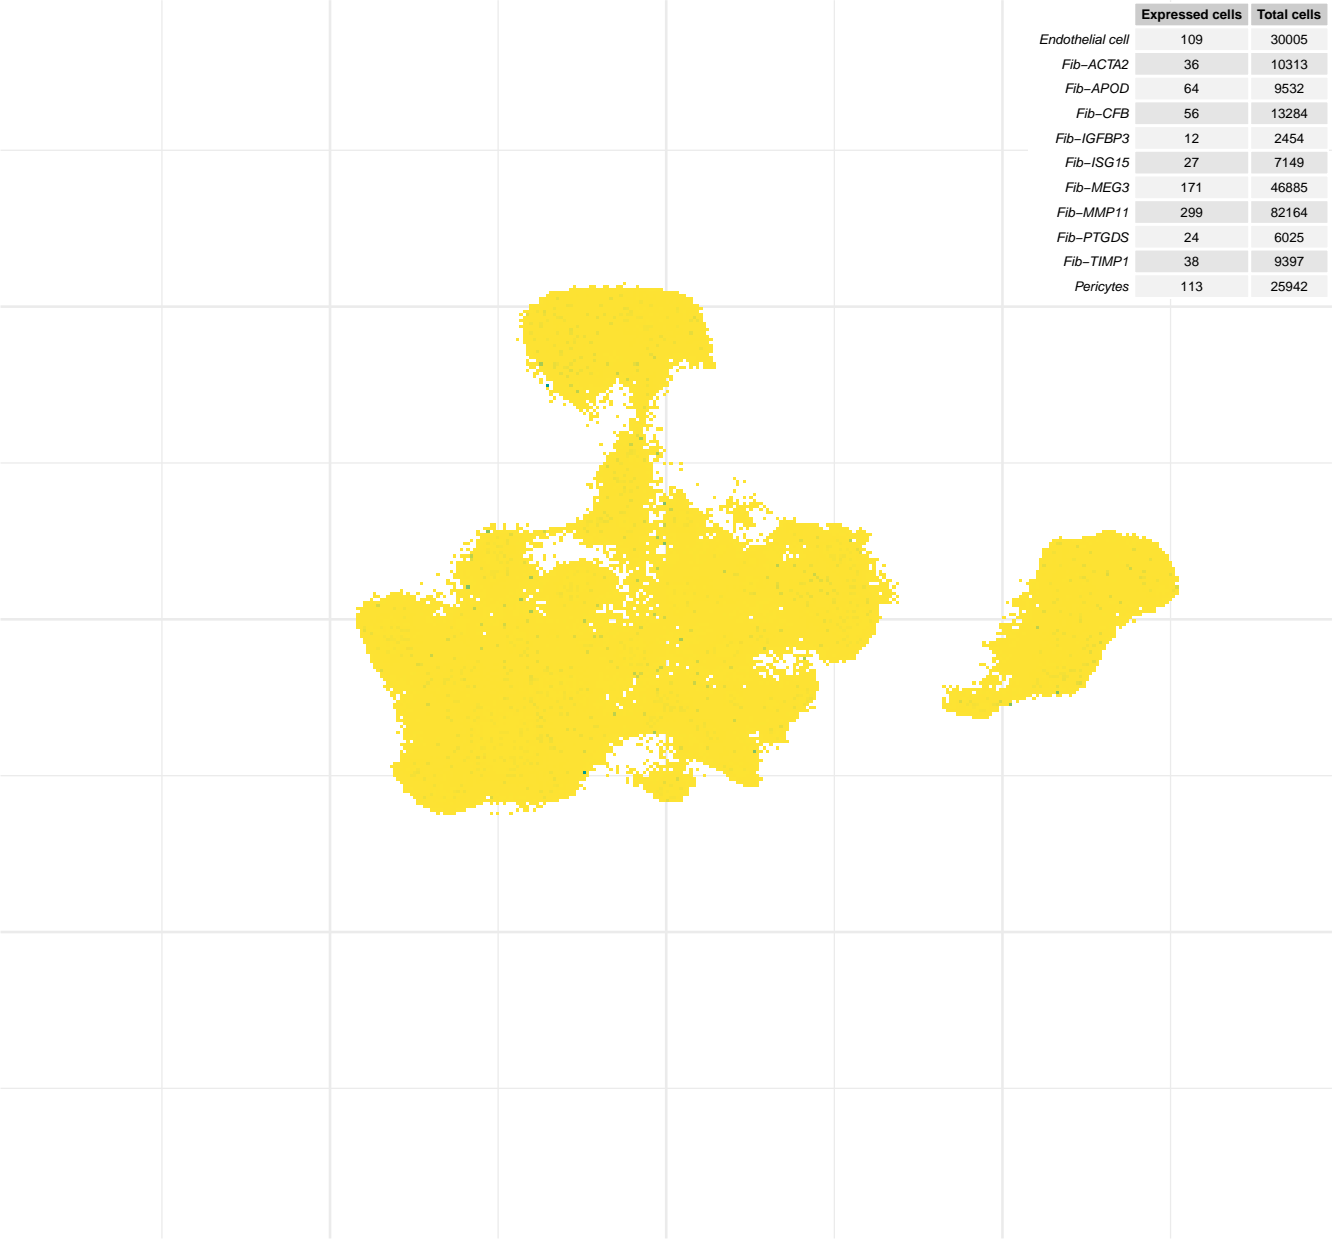 Expressed cells Total cells
Endothelial cell 109 30005
Fib−ACTA2 36 10313
Fib−APOD 64 9532
Fib−CFB 56 13284
Fib−IGFBP3 12 2454
Fib−ISG15 27 7149
Fib−MEG3 171 46885
Fib−MMP11 299 82164
Fib−PTGDS 24 6025
Fib−TIMP1 38 9397
Pericytes 113 25942